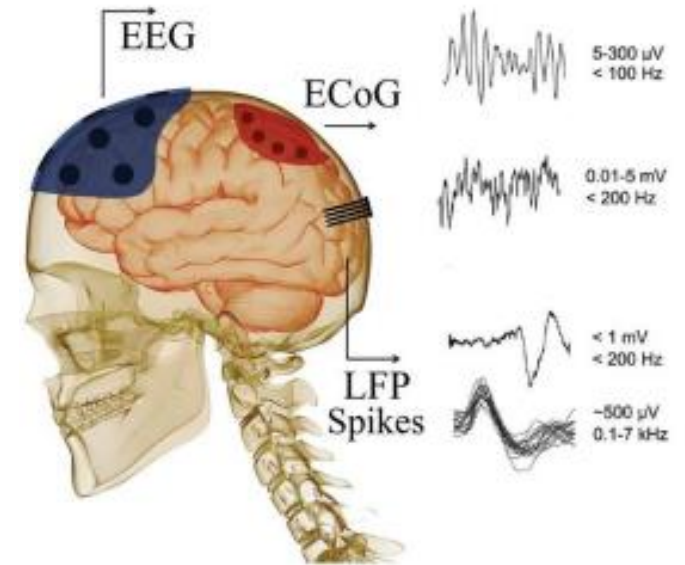 EEG
5-300 μV
< 100 Hz
ECoG
0.01-5 mV
< 200 Hz
< 1 mV
< 200 Hz
LFP
Spikes
~500 μV
0.1-7 kHz